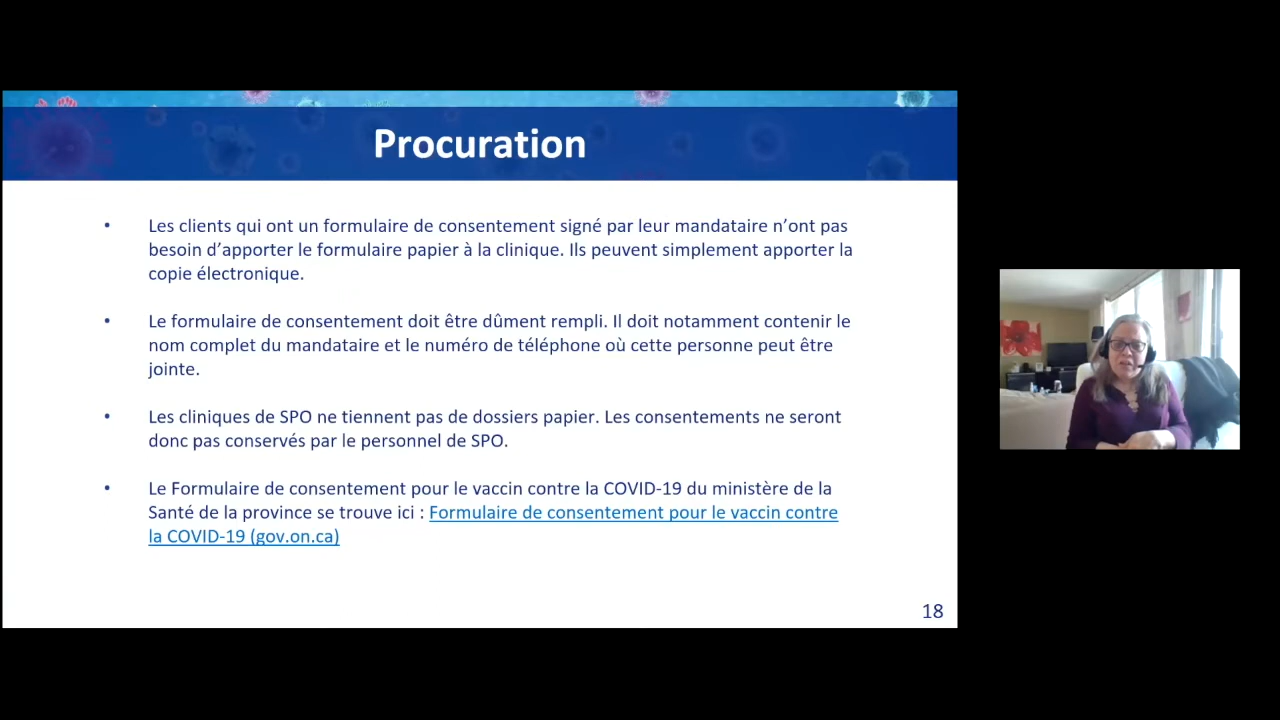 Procuration
• Les clients qui ont un formulaire de consentement signé par leur mandataire n’ont pas
besoin d’apporter le formulaire papier à la clinique. Ils peuvent simplement apporter la
copie électronique.
• Le formulaire de consentement doit être dûment rempli. Il doit notamment contenir le
nom complet du mandataire et le numéro de téléphone où cette personne peut être
jointe.
• Les cliniques de SPO ne tiennent pas de dossiers papier. Les consentements ne seront
donc pas conservés par le personnel de SPO.
• Le Formulaire de consentement pour le vaccin contre la COVID-19 du ministère de la
Santé de la province se trouve ici : Formulaire de consentement pour le vaccin contre
la COVID-19 (gov.on.ca)
18